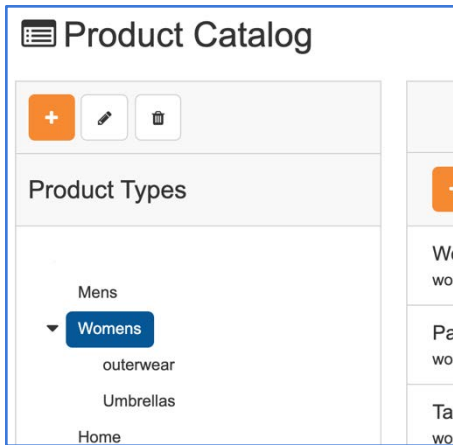 Product Catalog
Product Types
Mens
Womens
outerwear
Umbrellas
Home